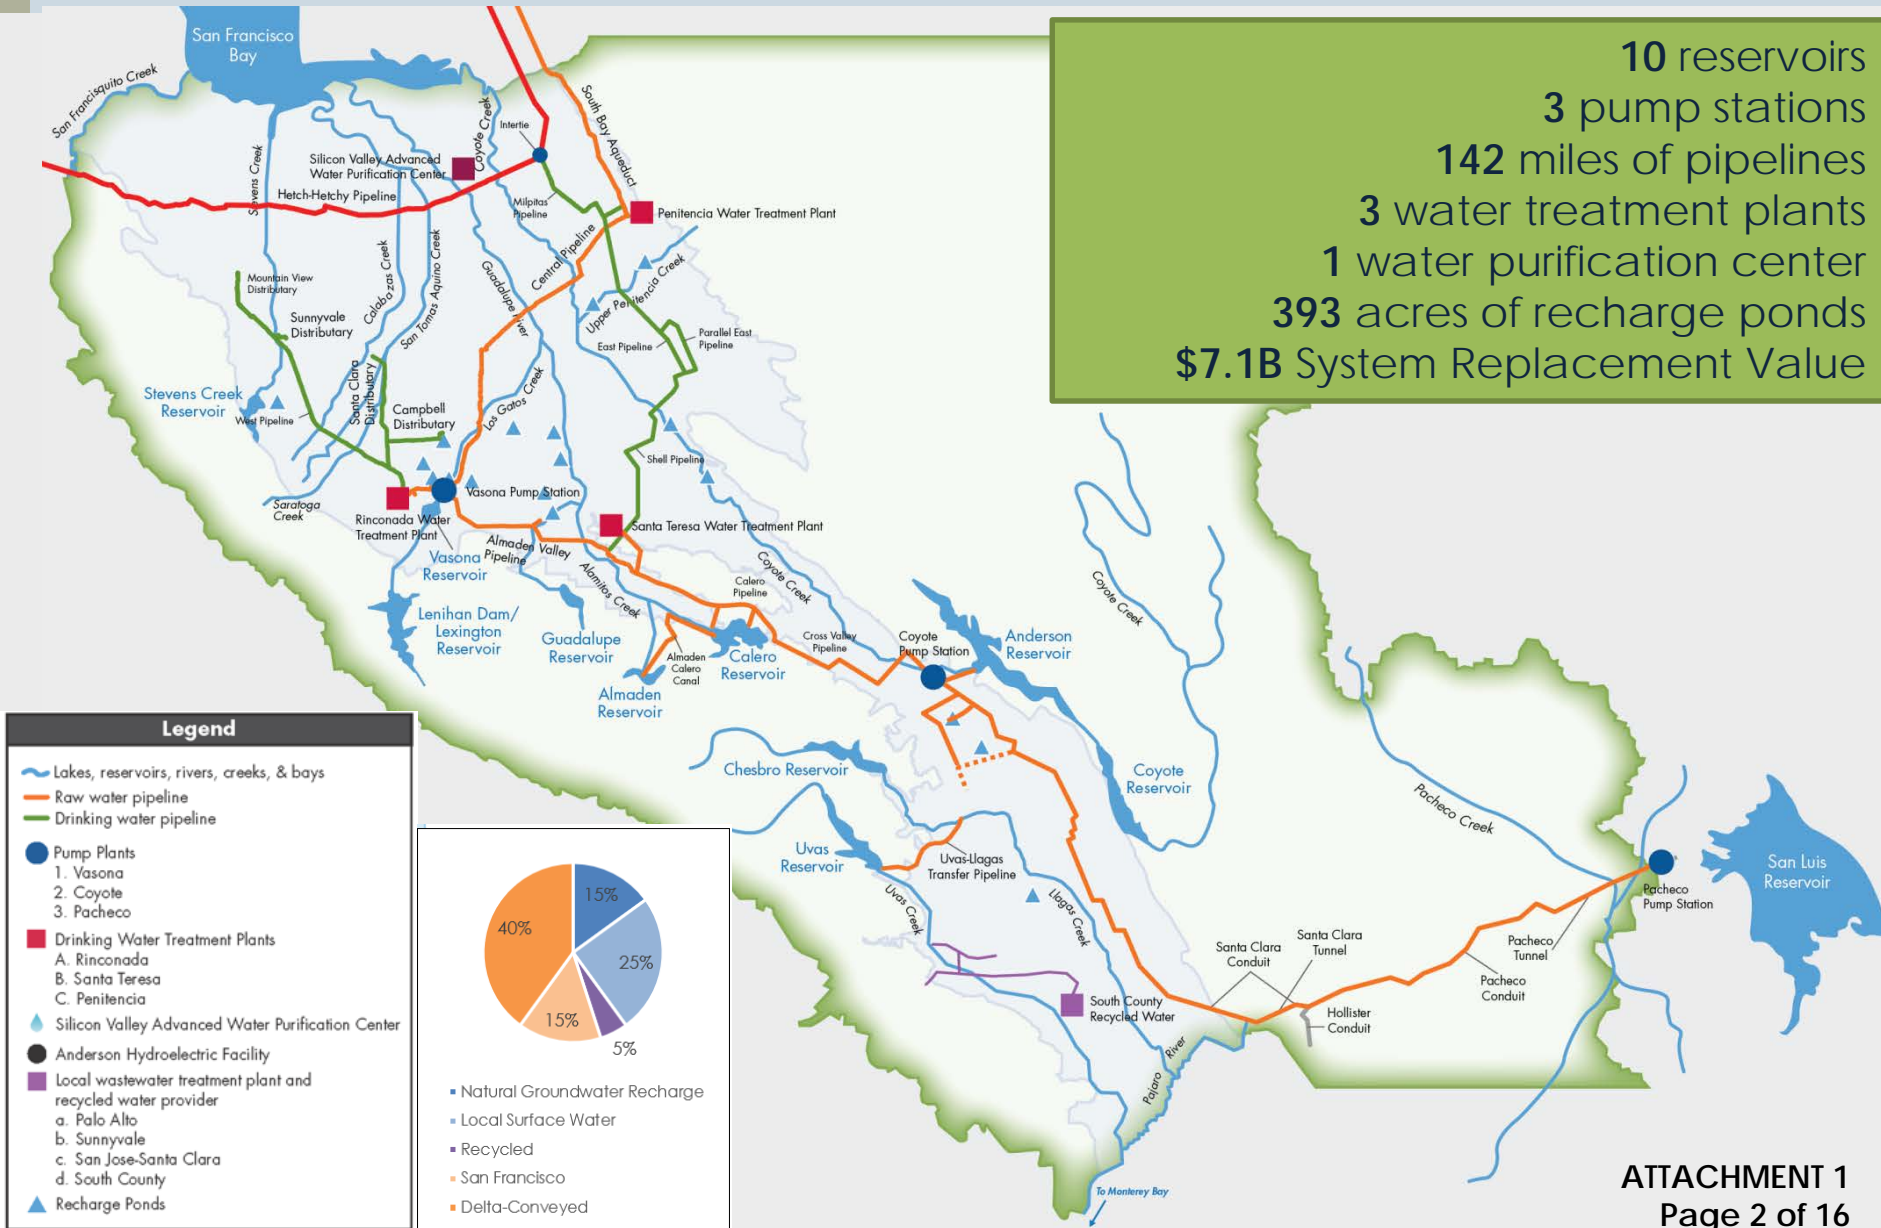 10 reservoirs
3 pump stations
142 miles of pipelines
3 water treatment plants
1 water purification center
393 acres of recharge ponds
$7.1B System Replacement Value
San Francisco
Bay
San Francisquito Creek
Stevens Creek
Silicon Valley Advanced
Water Purification Center
Coyote Creek
Intertie
South Bay Aqueduct
Hetch-Hetchy Pipeline
Milpitas
Pipeline
Penitencia Water Treatment Plant
Mountain View
Distributary
Sunnyvale
Distributary
Calabazas Creek
San Tomas Aquino Creek
Guadalupe River
Central Pipeline
Upper Penitencia Creek
East Pipeline
Parallel East
Pipeline
Stevens Creek
Reservoir
West Pipeline
Santa Clara
Distributary
Campbell
Distributary
Los Gatos Creek
Shell Pipeline
Saratoga
Creek
Rinconada Water
Treatment Plant
Vasona Pump Station
Santa Teresa Water Treatment Plant
Vasona
Reservoir
Almaden Valley
Pipeline
Alamitos Creek
Calero
Pipeline
Coyote Creek
Coyote Creek
Lenihan Dam/
Lexington
Reservoir
Guadalupe
Reservoir
Almaden
Calero
Canal
Calero
Reservoir
Almaden
Reservoir
Cross Valley
Pipeline
Coyote
Pump Station
Anderson
Reservoir
Chesbro Reservoir
Coyote
Reservoir
Uvas
Reservoir
Uvas-Llagas
Transfer Pipeline
Uvas Creek
Llagas Creek
Pacheco Creek
San Luis
Reservoir
Pacheco
Pump Station
Santa Clara
Conduit
Santa Clara
Tunnel
Pacheco
Tunnel
Pacheco
Conduit
Hollister
Conduit
South County
Recycled Water
Pajaro River
To Monterey Bay
Legend
Lakes, reservoirs, rivers, creeks, & bays
Raw water pipeline
Drinking water pipeline
Pump Plants
1. Vasona
2. Coyote
3. Pacheco
Drinking Water Treatment Plants
A. Rinconada
B. Santa Teresa
C. Penitencia
Silicon Valley Advanced Water Purification Center
Anderson Hydroelectric Facility
Local wastewater treatment plant and
recycled water provider
a. Palo Alto
b. Sunnyvale
c. San Jose-Santa Clara
d. South County
Recharge Ponds
15%
25%
5%
15%
40%
Natural Groundwater Recharge
Local Surface Water
Recycled
San Francisco
Delta-Conveyed
ATTACHMENT 1
Page 2 of 16